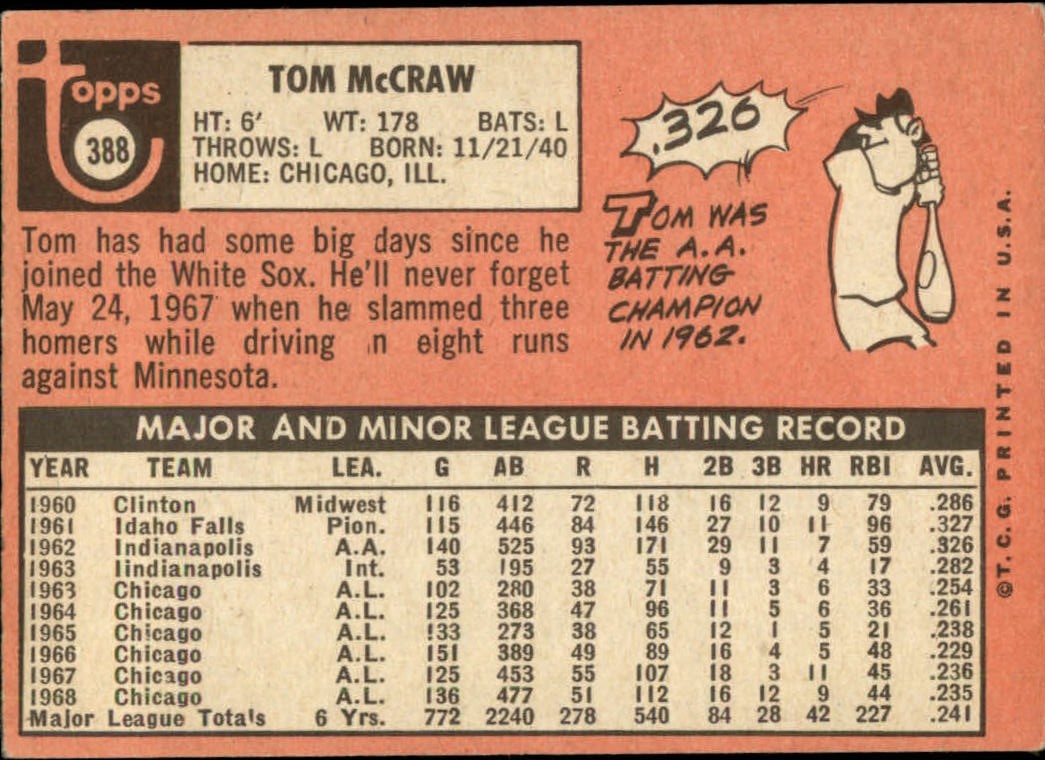 topps
388
TOM McCRAW
HT: 6' WT: 178 BATS: L
THROWS: L BORN: 11/21/40
HOME: CHICAGO, ILL.
Tom has had some big days since he
joined the White Sox. He'll never forget
May 24, 1967 when he slammed three
homers while driving in eight runs
against Minnesota.
.326
TOM WAS
THE A.A.
BATTING
CHAMPION
IN 1962.
MAJOR AND MINOR LEAGUE BATTING RECORD
YEAR TEAM LEA. G AB R H 2B 3B HR RBI AVG.
1960 Clinton Midwest 116 412 72 118 16 12 9 79 .286
1961 Idaho Falls Pion. 115 446 84 146 27 10 11 96 .327
1962 Indianapolis A.A. 140 525 93 171 29 11 7 59 .326
1963 Iindianapolis Int. 53 195 27 55 9 3 4 17 .282
1963 Chicago A.L. 102 280 38 71 11 3 6 33 .254
1964 Chicago A.L. 125 368 47 96 11 5 6 36 .261
1965 Chicago A.L. 133 273 38 65 12 1 5 21 .238
1966 Chicago A.L. 151 389 49 89 16 4 5 48 .229
1967 Chicago A.L. 125 453 55 107 18 3 11 45 .236
1968 Chicago A.L. 136 477 51 112 16 12 9 44 .235
Major League Totals 6 Yrs. 772 2240 278 540 84 28 42 227 .241
©T.C.G. PRINTED IN U.S.A.